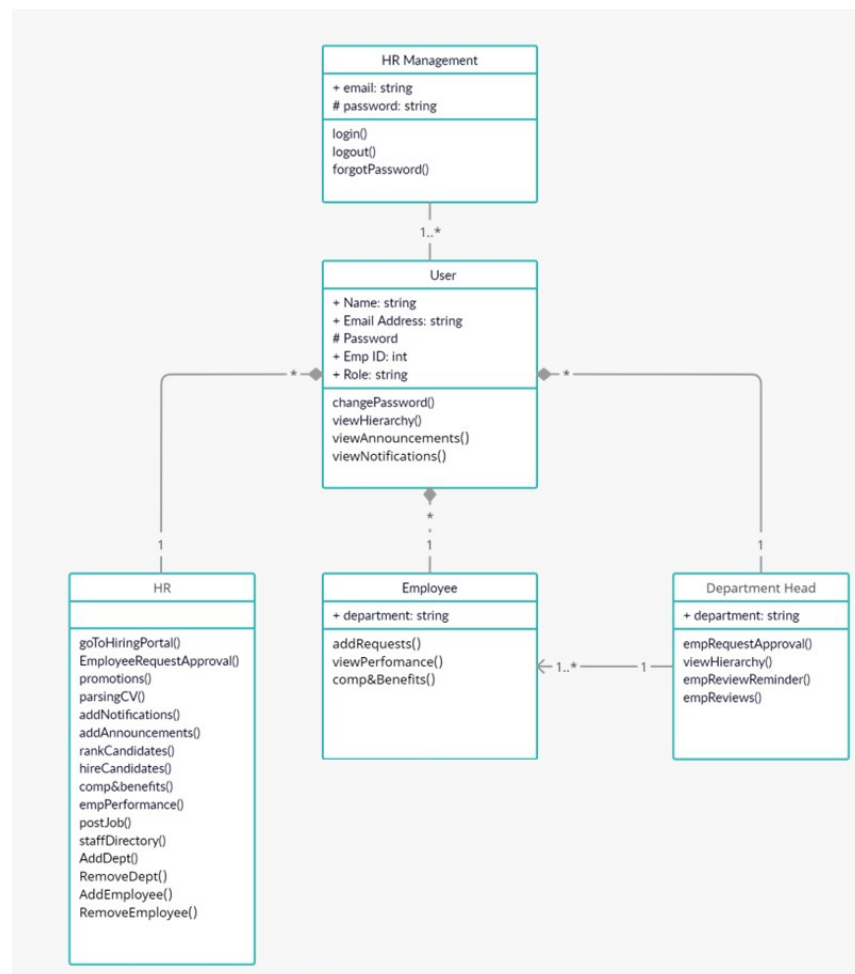 HR Management
+ email: string
# password: string
login()
logout()
forgotPassword()
1..*
User
+ Name: string
+ Email Address: string
# Password
+ Emp ID: int
+ Role: string
changePassword()
viewHierarchy()
viewAnnouncements()
viewNotifications()
*
*
*
1
1
1
HR
goToHiringPortal()
EmployeeRequestApproval()
promotions()
parsingCV()
addNotifications()
addAnnouncements()
rankCandidates()
hireCandidates()
comp&benefits()
empPerformance()
postJob()
staffDirectory()
AddDept()
RemoveDept()
AddEmployee()
RemoveEmployee()
Employee
+ department: string
addRequests()
viewPerfomance()
comp&Benefits()
1..*
1
Department Head
+ department: string
empRequestApproval()
viewHierarchy()
empReviewReminder()
empReviews()